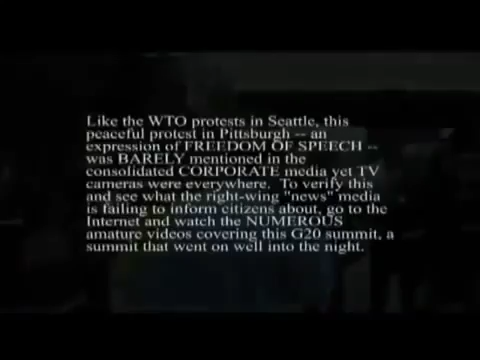 Like the WTO protests in Seattle, this
peaceful protest in Pittsburgh -- an
expression of FREEDOM OF SPEECH --
was BARELY mentioned in the
consolidated CORPORATE media yet TV
cameras were everywhere.  To verify this
and see what the right-wing "news" media
is failing to inform citizens about, go to the
Internet and watch the NUMEROUS
amature videos covering this G20 summit, a
summit that went on well into the night.